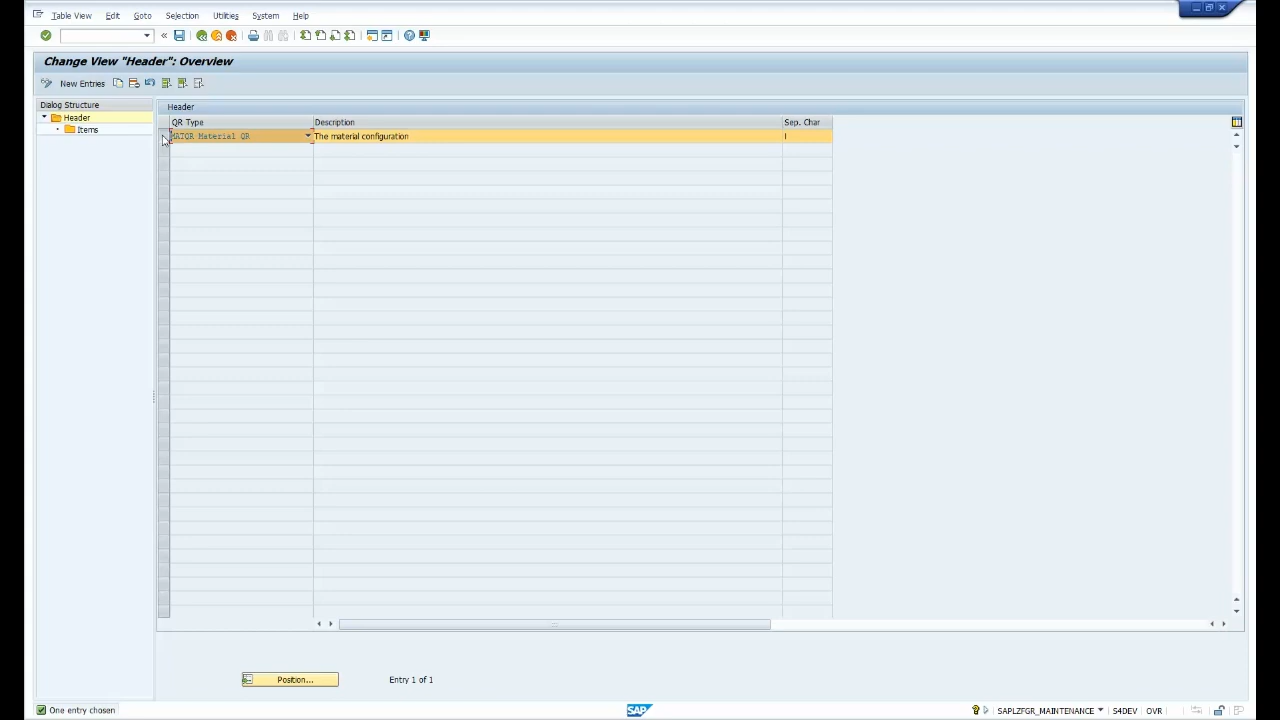 Table View Edit Goto Selection Utilities System Help
Change View "Header": Overview
New Entries
Dialog Structure
Header
Items
Header
QR Type Description Sep. Char
MATQR Material QR The material configuration |
Position... Entry 1 of 1
One entry chosen
SAP
SAPLZFGR_MAINTENANCE S4DEV OVR